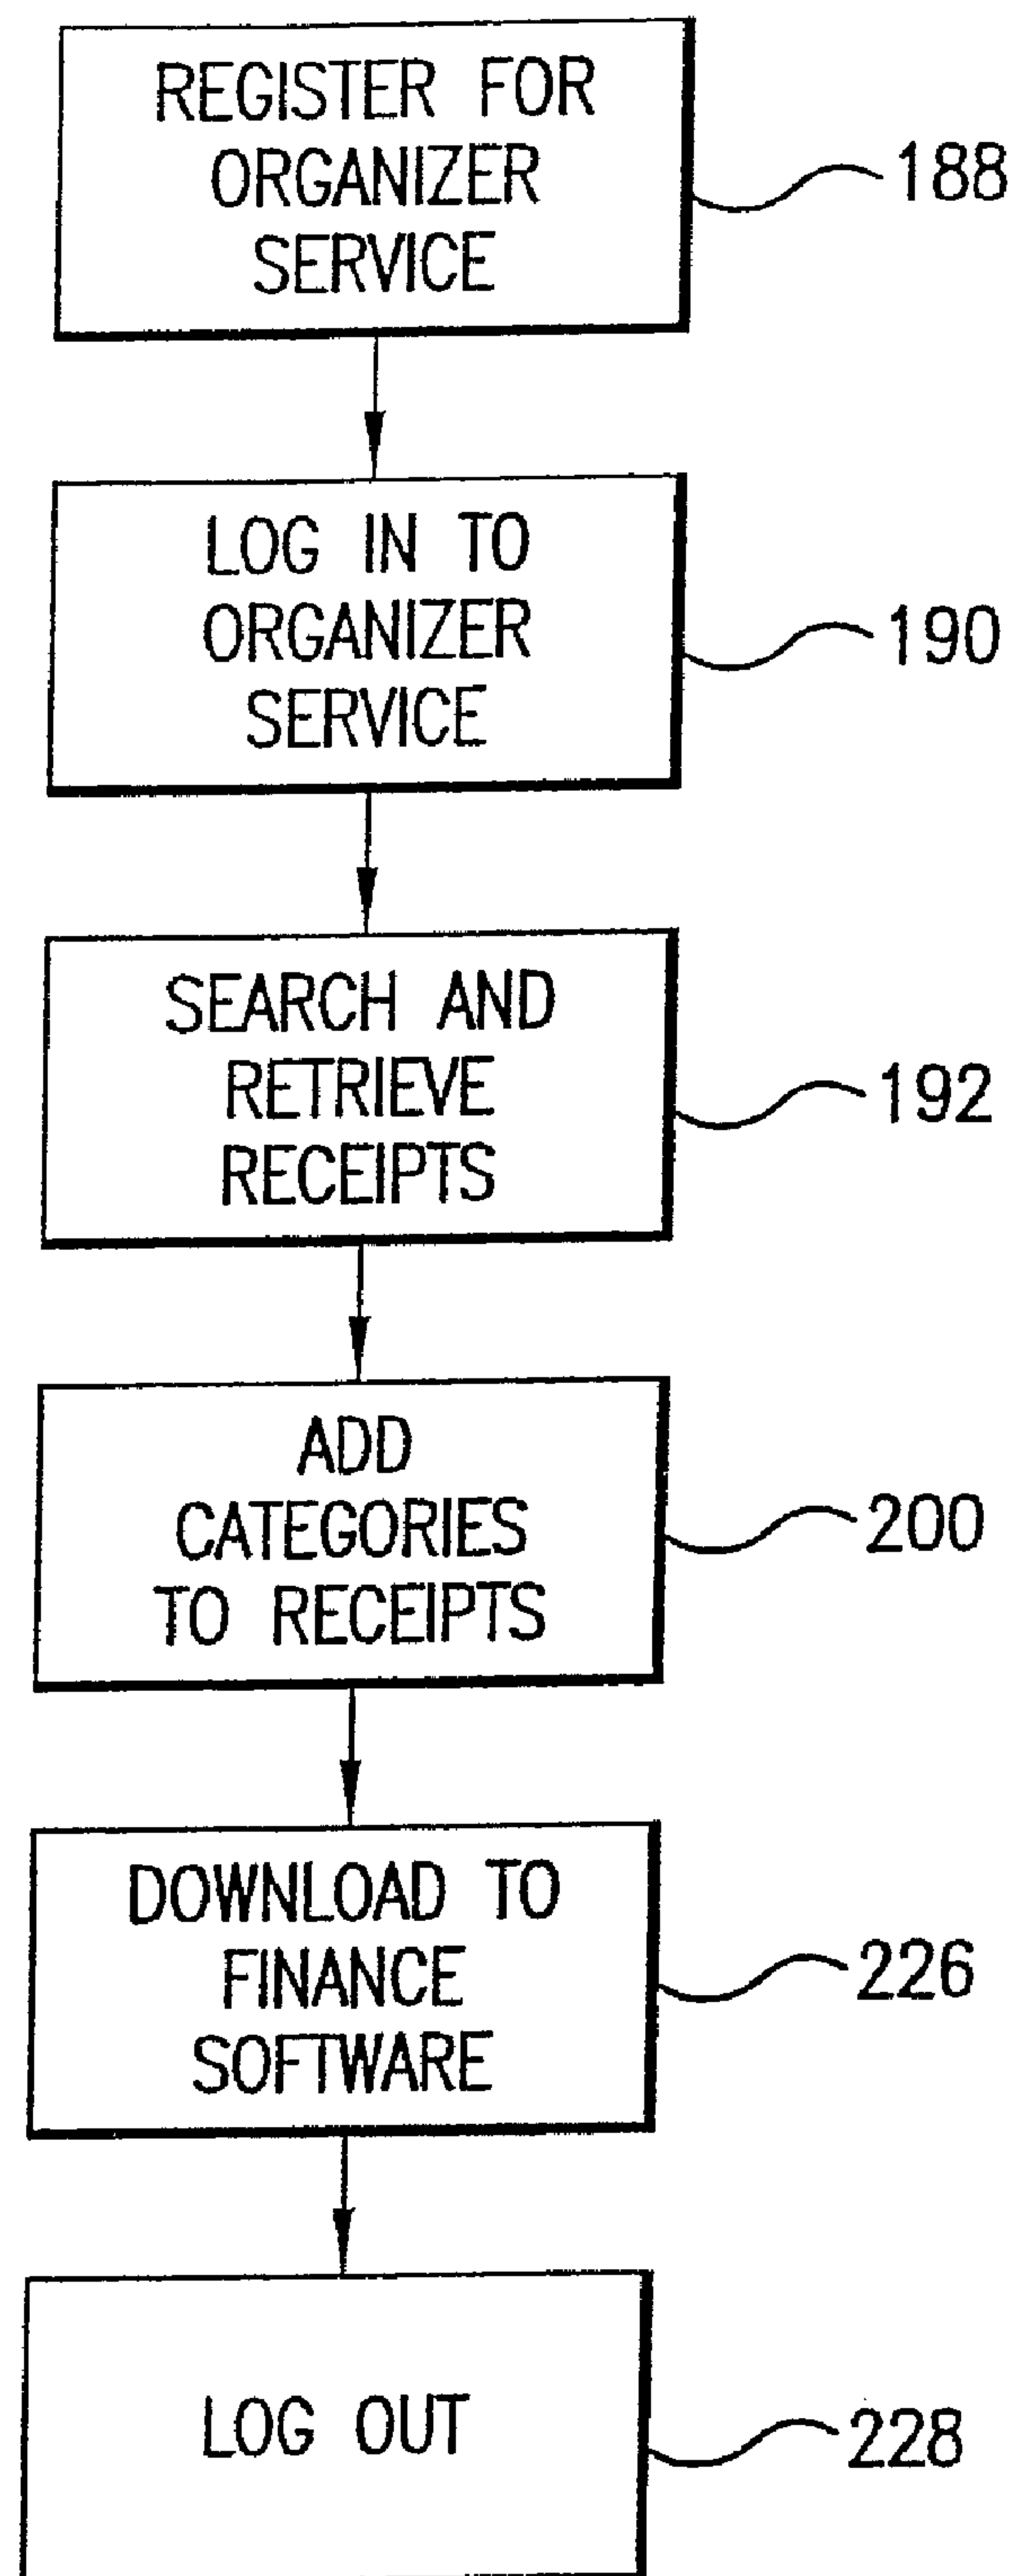 REGISTER FOR
ORGANIZER
SERVICE
188
LOG IN TO
ORGANIZER
SERVICE
190
SEARCH AND
RETRIEVE
RECEIPTS
192
ADD
CATEGORIES
TO RECEIPTS
200
DOWNLOAD TO
FINANCE
SOFTWARE
226
LOG OUT
228